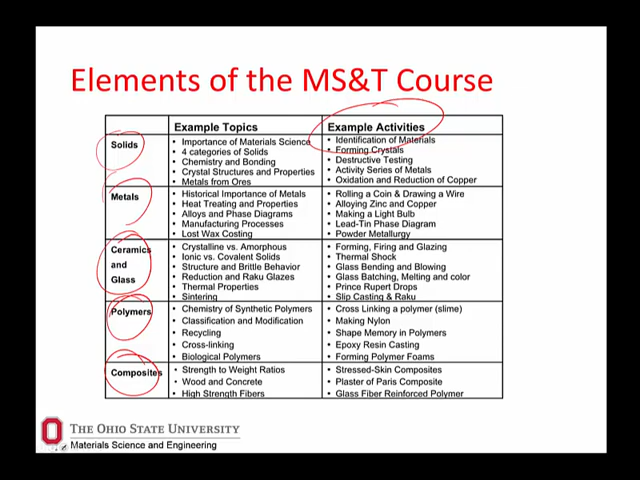 Elements of the MS&T Course
Example Topics
Example Activities
Solids
• Importance of Materials Science
• 4 categories of Solids
• Chemistry and Bonding
• Crystal Structures and Properties
• Metals from Ores
• Identification of Materials
• Forming Crystals
• Destructive Testing
• Activity Series of Metals
• Oxidation and Reduction of Copper
Metals
• Historical Importance of Metals
• Heat Treating and Properties
• Alloys and Phase Diagrams
• Manufacturing Processes
• Lost Wax Costing
• Rolling a Coin & Drawing a Wire
• Alloying Zinc and Copper
• Making a Light Bulb
• Lead-Tin Phase Diagram
• Powder Metallurgy
Ceramics
and
Glass
• Crystalline vs. Amorphous
• Ionic vs. Covalent Solids
• Structure and Brittle Behavior
• Reduction and Raku Glazes
• Thermal Properties
• Sintering
• Forming, Firing and Glazing
• Thermal Shock
• Glass Bending and Blowing
• Glass Batching, Melting and color
• Prince Rupert Drops
• Slip Casting & Raku
Polymers
• Chemistry of Synthetic Polymers
• Classification and Modification
• Recycling
• Cross-linking
• Biological Polymers
• Cross Linking a polymer (slime)
• Making Nylon
• Shape Memory in Polymers
• Epoxy Resin Casting
• Forming Polymer Foams
Composites
• Strength to Weight Ratios
• Wood and Concrete
• High Strength Fibers
• Stressed-Skin Composites
• Plaster of Paris Composite
• Glass Fiber Reinforced Polymer
THE OHIO STATE UNIVERSITY
Materials Science and Engineering